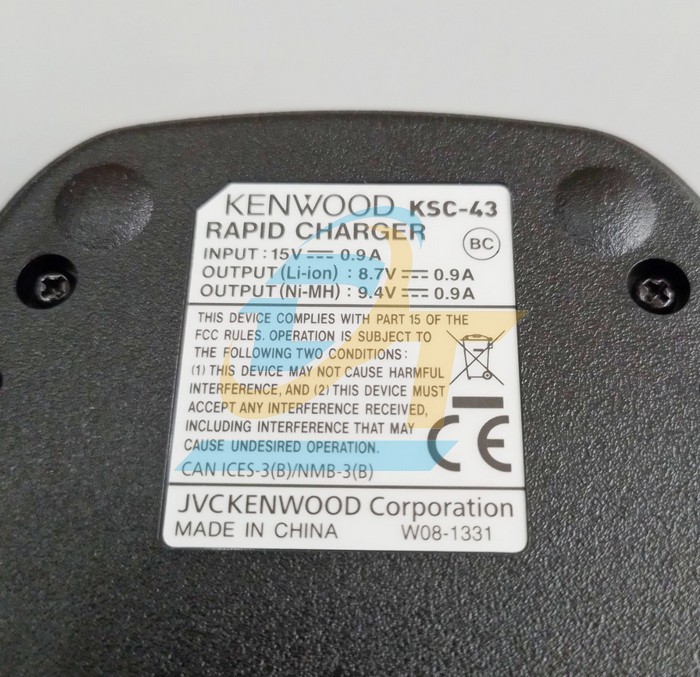 KENWOOD KSC-43
RAPID CHARGER
BC
INPUT : 15V ⎓ 0.9A
OUTPUT (Li-ion) : 8.7V ⎓ 0.9A
OUTPUT (Ni-MH) : 9.4V ⎓ 0.9A
THIS DEVICE COMPLIES WITH PART 15 OF THE
FCC RULES. OPERATION IS SUBJECT TO
THE FOLLOWING TWO CONDITIONS :
(1) THIS DEVICE MAY NOT CAUSE HARMFUL
INTERFERENCE, AND (2) THIS DEVICE MUST
ACCEPT ANY INTERFERENCE RECEIVED,
INCLUDING INTERFERENCE THAT MAY
CAUSE UNDESIRED OPERATION.
CAN ICES-3(B)/NMB-3(B)
CE
JVCKENWOOD Corporation
MADE IN CHINA W08-1331